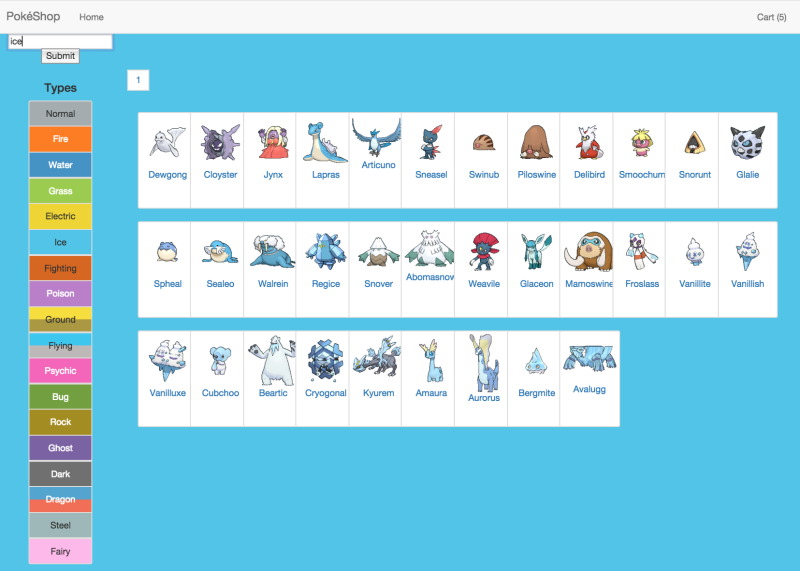 PokéShop Home Cart (5)
ice
Submit
Types
Normal
Fire
Water
Grass
Electric
Ice
Fighting
Poison
Ground
Flying
Psychic
Bug
Rock
Ghost
Dark
Dragon
Steel
Fairy
1
Dewgong Cloyster Jynx Lapras Articuno Sneasel Swinub Piloswine Delibird Smoochum Snorunt Glalie
Spheal Sealeo Walrein Regice Snover Abomasnow Weavile Glaceon Mamoswine Froslass Vanillite Vanillish
Vanilluxe Cubchoo Beartic Cryogonal Kyurem Amaura Aurorus Bergmite Avalugg